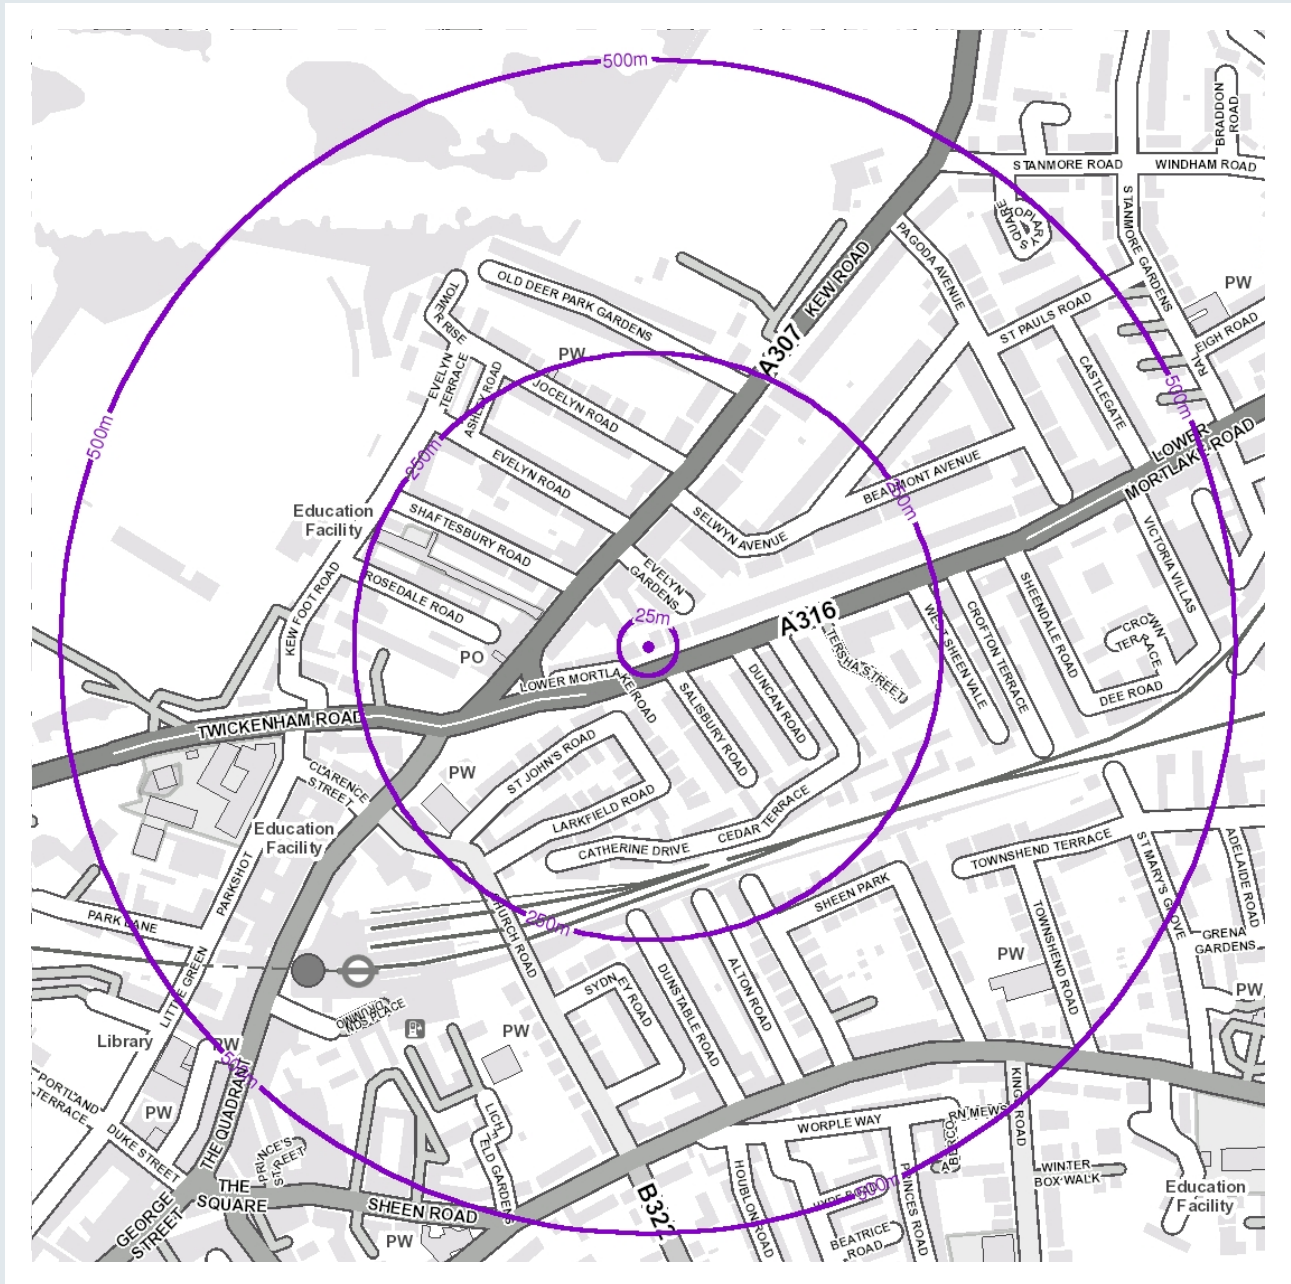 500m
BRADDON
ROAD
STANMORE ROAD
WINDHAM ROAD
TOPIARY
SQUARE
STANMORE GARDENS
PAGODA AVENUE
KEW ROAD
OLD DEER PARK GARDENS
TOWER RISE
PW
ST PAULS ROAD
RALEIGH ROAD
A307
PW
EVELYN
TERRACE
ASHLEY ROAD
JOCELYN ROAD
CASTLEGATE
500m
500m
LOWER
MORTLAKE ROAD
250m
EVELYN ROAD
BEAUMONT AVENUE
250m
Education
Facility
SHAFTESBURY ROAD
SELWYN AVENUE
VICTORIA VILLAS
EVELYN
GARDENS
ROSEDALE ROAD
KEW FOOT ROAD
25m
A316
SHEENDALE ROAD
CROFTON TERRACE
WEST SHEEN VALE
CROWN
TERRACE
PO
LOWER MORTLAKE ROAD
SALISBURY ROAD
DUNCAN ROAD
DEE ROAD
TWICKENHAM ROAD
CLARENCE
STREET
PW
ST JOHN'S ROAD
LARKFIELD ROAD
CEDAR TERRACE
CATHERINE DRIVE
Education
Facility
TOWNSHEND TERRACE
ST MARY'S GROVE
ADELAIDE ROAD
PARKSHOT
SHEEN PARK
PARK LANE
250m
CHURCH ROAD
TOWNSHEND ROAD
GRENA
GARDENS
PW
LITTLE GREEN
SYDNEY ROAD
DUNSTABLE ROAD
ALTON ROAD
PW
Library
PW
PW
500m
PORTLAND
TERRACE
PW
DUKE STREET
THE QUADRANT
PRINCE'S
STREET
LICHFIELD GARDENS
KINGS ROAD
WORPLE WAY
HOUBLON ROAD
PRINCES ROAD
WINTER
BOX WALK
500m
BEATRICE
ROAD
Education
Facility
THE
SQUARE
GEORGE
STREET
SHEEN ROAD
PW